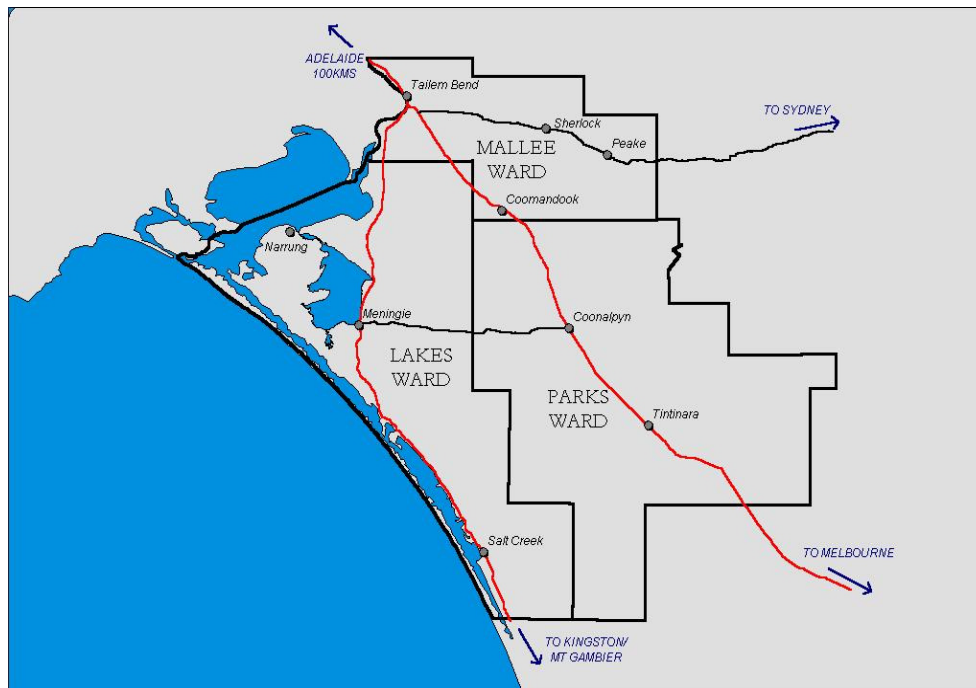 ADELAIDE
100KMS
Tailem Bend
TO SYDNEY
Sherlock
MALLEE
WARD
Peake
Coomandook
Narrung
Meningie
Coonalpyn
LAKES
WARD
PARKS
WARD
Tintinara
Salt Creek
TO MELBOURNE
TO KINGSTON/
MT GAMBIER